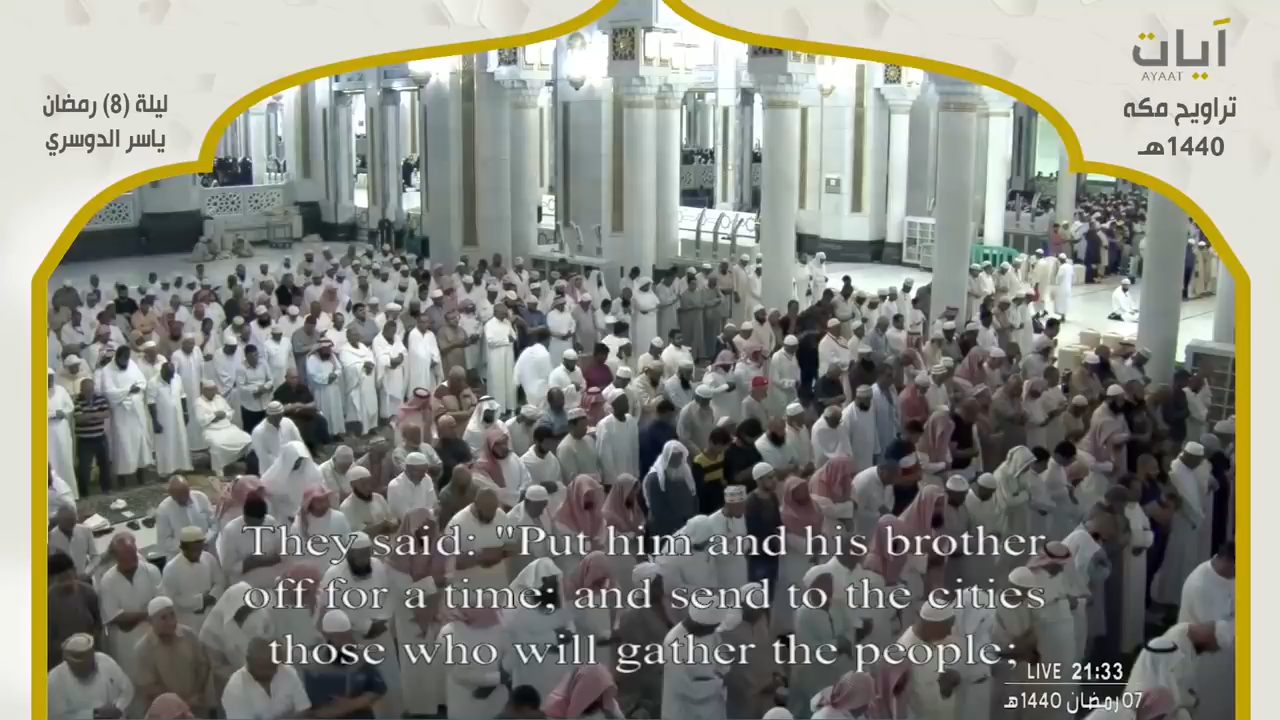 آيات
AYAAT
تراويح مكه
1440هـ
ليلة (8) رمضان
ياسر الدوسري
They said: "Put him and his brother
off for a time; and send to the cities
those who will gather the people;
LIVE 21:33
07 رمضان 1440هـ